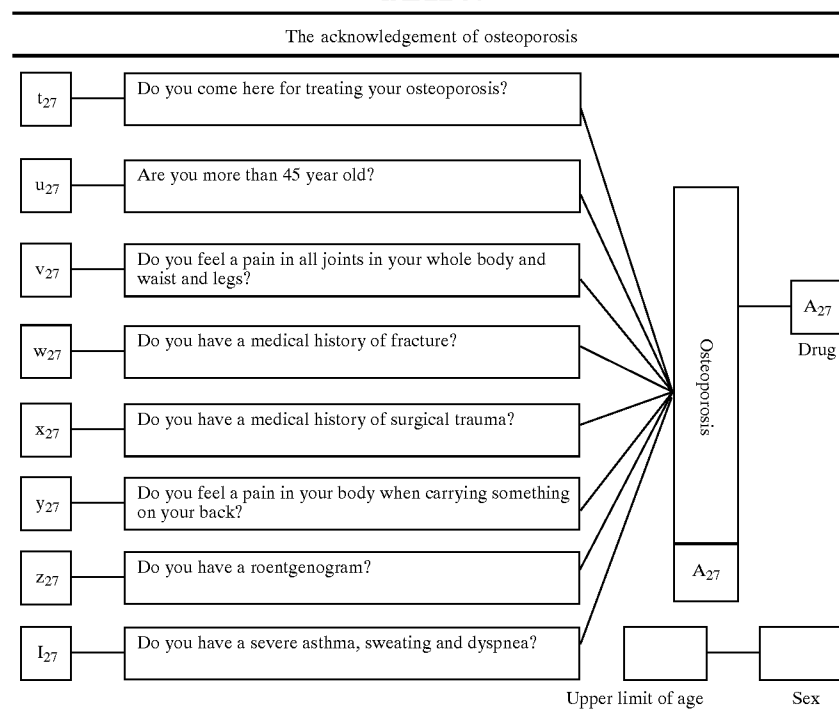 The acknowledgement of osteoporosis
t27
Do you come here for treating your osteoporosis?
u27
Are you more than 45 year old?
v27
Do you feel a pain in all joints in your whole body and
waist and legs?
w27
Do you have a medical history of fracture?
x27
Do you have a medical history of surgical trauma?
y27
Do you feel a pain in your body when carrying something
on your back?
z27
Do you have a roentgenogram?
I27
Do you have a severe asthma, sweating and dyspnea?
Osteoporosis
A27
A27
Drug
Upper limit of age
Sex